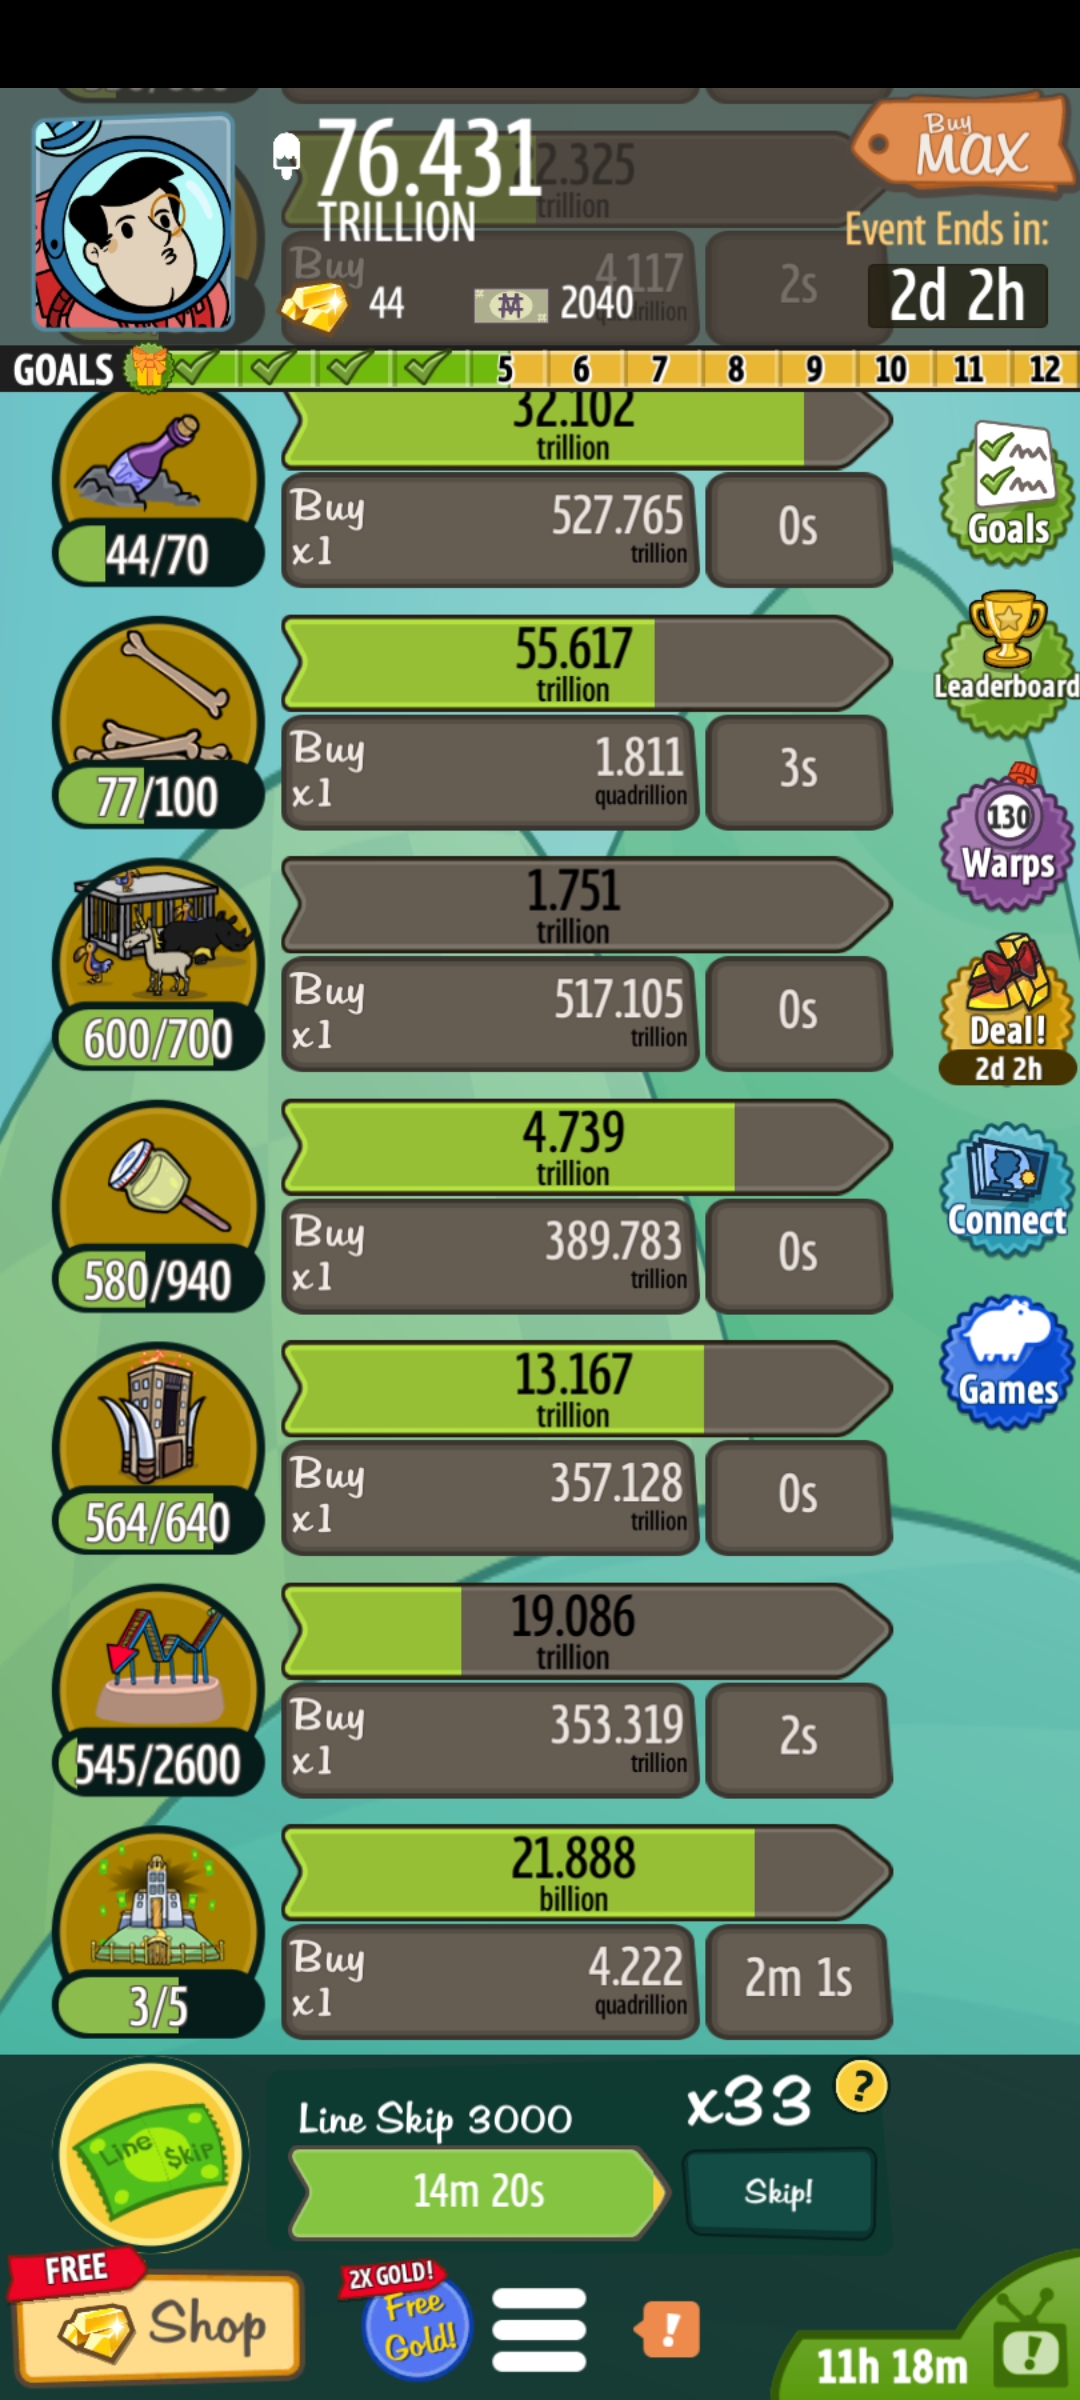 76.431
TRILLION
Buy
MAX
2.325
trillion
Event Ends in:
Buy
4.117
2s
44
2040
2d 2h
GOALS
5
6
7
8
9
10
11
12
32.102
trillion
Buy
x1
527.765
trillion
0s
44/70
Goals
55.617
trillion
Buy
x1
1.811
quadrillion
3s
77/100
Leaderboard
130
Warps
1.751
trillion
Buy
x1
517.105
trillion
0s
600/700
Deal!
2d 2h
4.739
trillion
Buy
x1
389.783
trillion
0s
580/940
Connect
13.167
trillion
Buy
x1
357.128
trillion
0s
564/640
Games
19.086
trillion
Buy
x1
353.319
trillion
2s
545/2600
21.888
billion
Buy
x1
4.222
quadrillion
2m 1s
3/5
Line $kip
Line Skip 3000
x33
?
14m 20s
Skip!
FREE
Shop
2X GOLD!
Free
Gold!
!
11h 18m
!